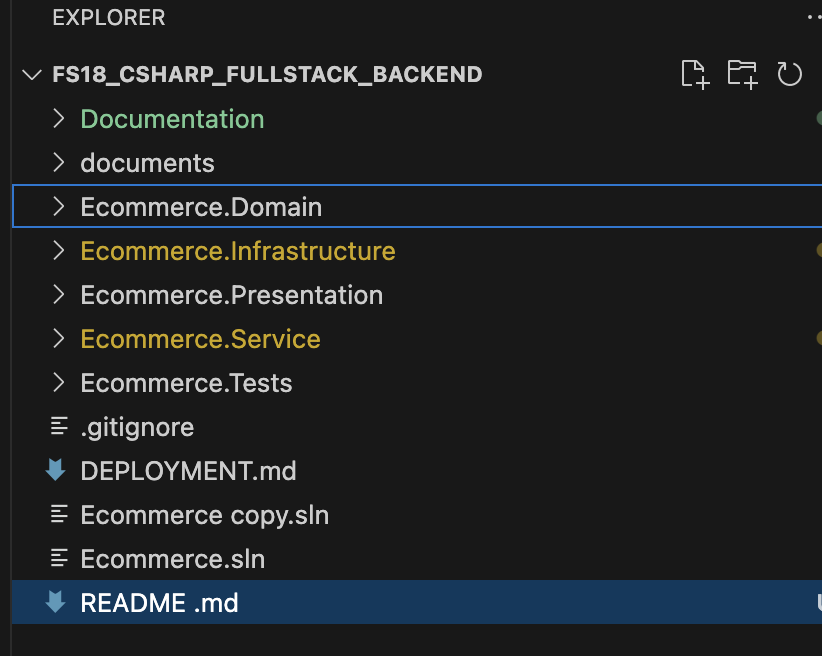 EXPLORER
FS18_CSHARP_FULLSTACK_BACKEND
Documentation
documents
Ecommerce.Domain
Ecommerce.Infrastructure
Ecommerce.Presentation
Ecommerce.Service
Ecommerce.Tests
.gitignore
DEPLOYMENT.md
Ecommerce copy.sln
Ecommerce.sln
README .md